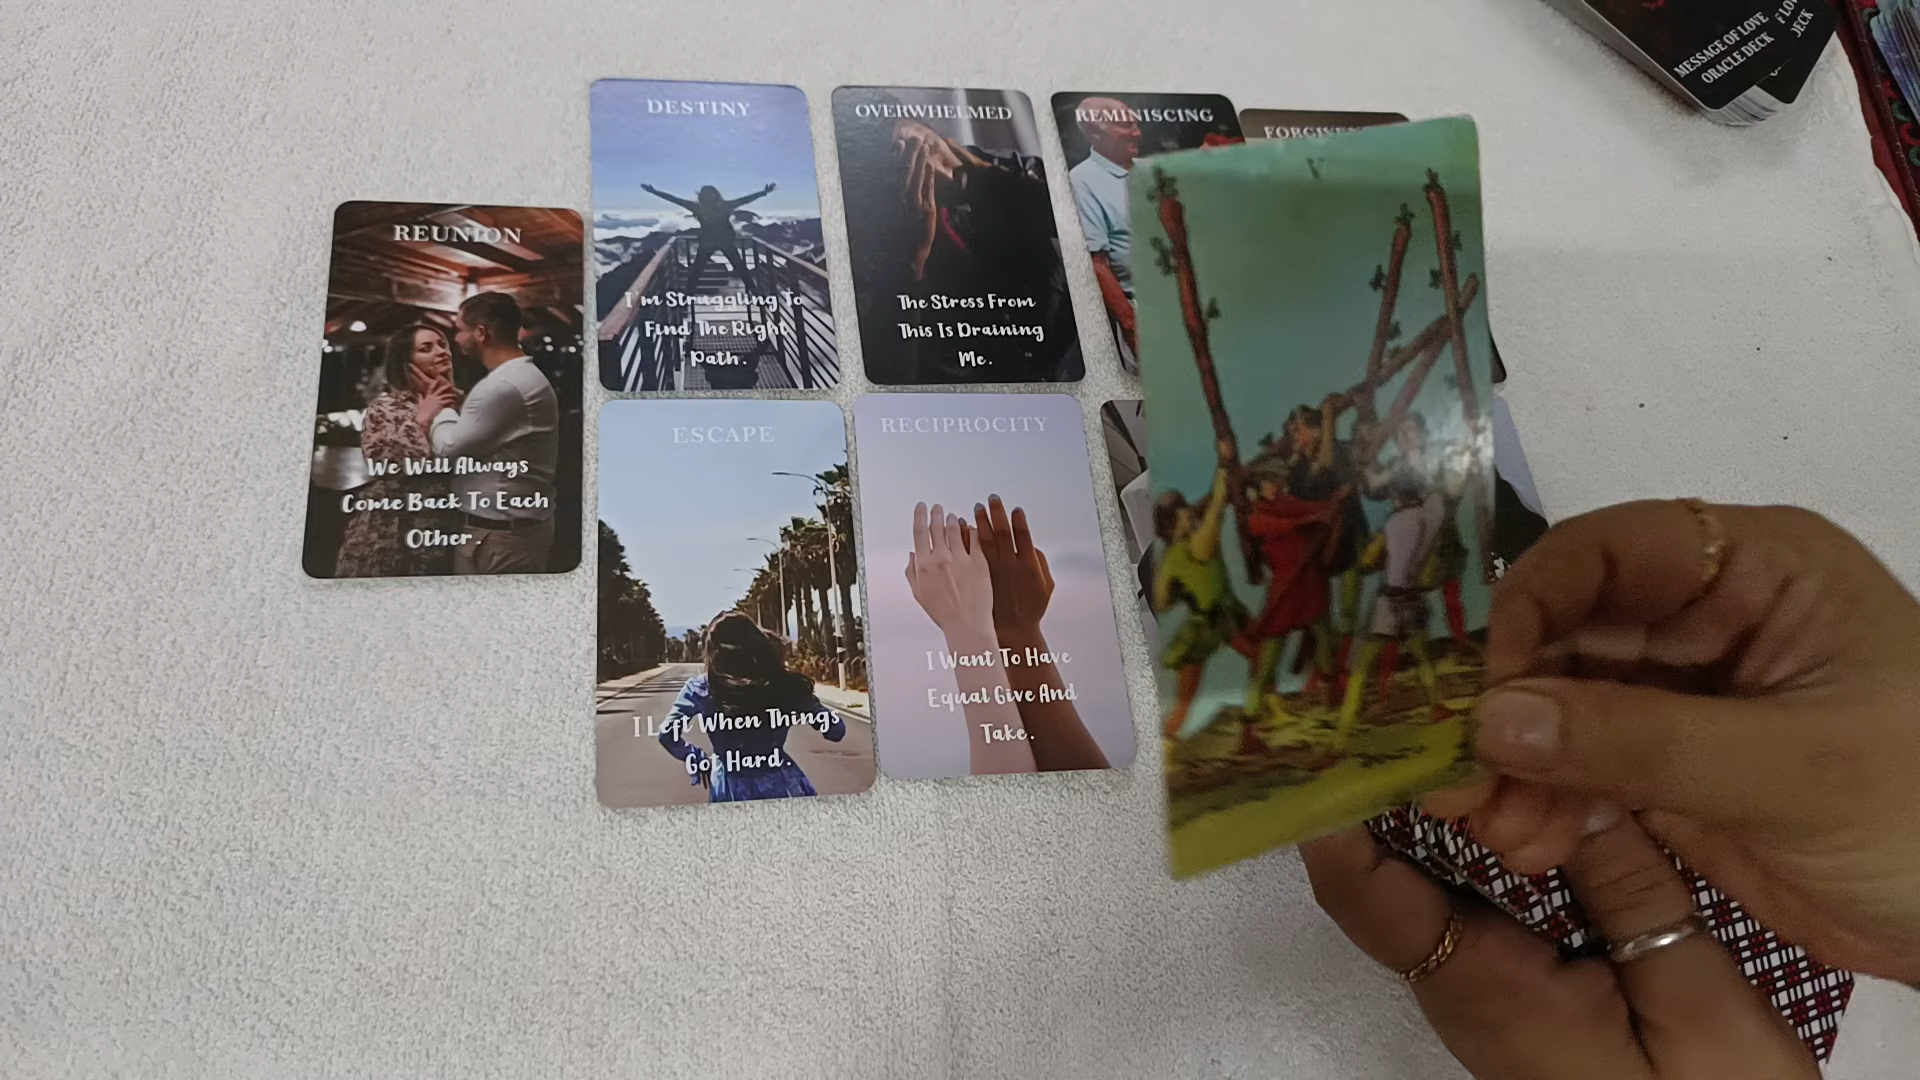 MESSAGE OF LOVE
ORACLE DECK
DESTINY
I'm Struggling To
Find The Right
Path.
OVERWHELMED
The Stress From
This Is Draining
Me.
REMINISCING
V
REUNION
We Will Always
Come Back To Each
Other.
ESCAPE
I Left When Things
Got Hard.
RECIPROCITY
I Want To Have
Equal Give And
Take.